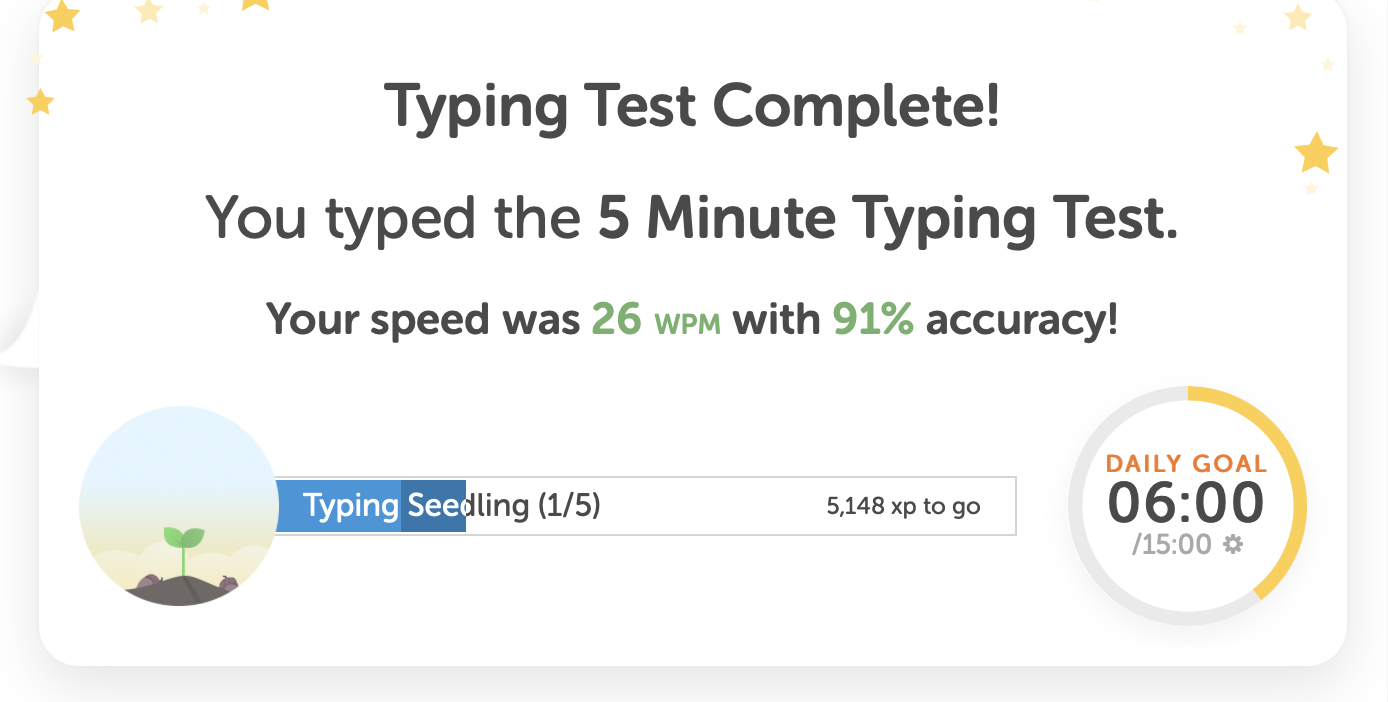 Typing Test Complete!
You typed the 5 Minute Typing Test.
Your speed was 26 WPM with 91% accuracy!
Typing Seedling (1/5) 5,148 xp to go
DAILY GOAL
06:00
/15:00